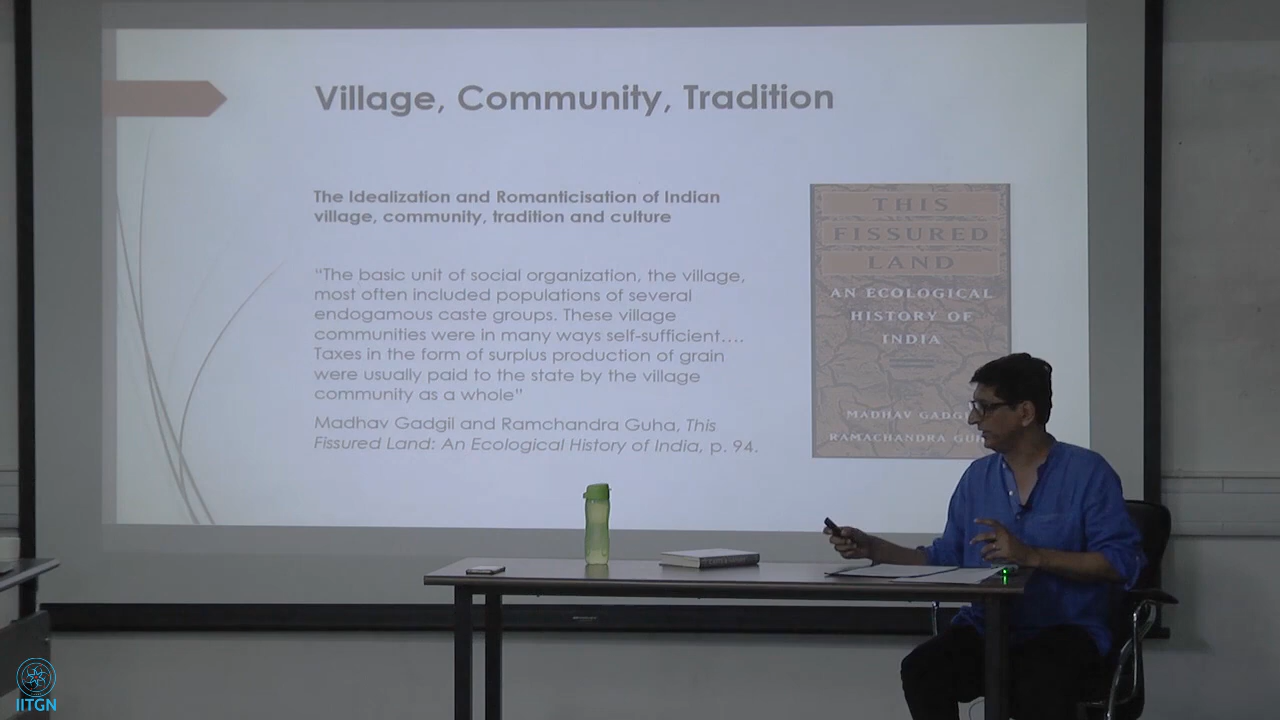 Village, Community, Tradition
The Idealization and Romanticisation of Indian
village, community, tradition and culture
“The basic unit of social organization, the village,
most often included populations of several
endogamous caste groups. These village
communities were in many ways self-sufficient….
Taxes in the form of surplus production of grain
were usually paid to the state by the village
community as a whole”
Madhav Gadgil and Ramchandra Guha, This
Fissured Land: An Ecological History of India, p. 94.
THIS
FISSURED
LAND
AN ECOLOGICAL
HISTORY OF
INDIA
MADHAV
RAMACHANDRA
IITGN